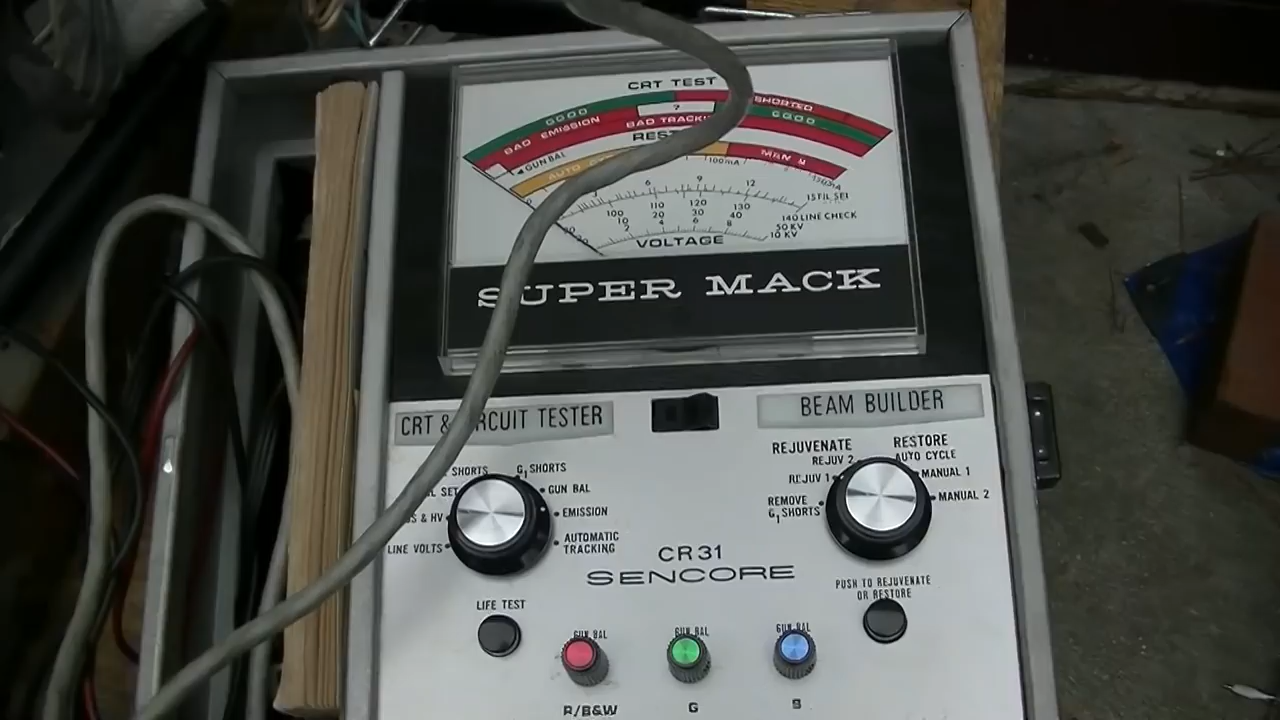 CRT TEST
GOOD
?
SHORTED
BAD EMISSION
BAD
GOOD
GUN BAL
AUTO
100mA
MAN
6 9 12
15 FIL SET
100 110 120 130
140 LINE CHECK
10 20 30 40
50 KV
2 4 6 8
10 KV
VOLTAGE
SUPER MACK
CRT & CIRCUIT TESTER
BEAM BUILDER
SHORTS
G1 SHORTS
GUN BAL
& HV
EMISSION
LINE VOLTS
AUTOMATIC
TRACKING
REJUVENATE
REJUV 2
REJUV 1
REMOVE
G1 SHORTS
RESTORE
AUTO CYCLE
MANUAL 1
MANUAL 2
CR31
SENCORE
LIFE TEST
PUSH TO REJUVENATE
OR RESTORE
GUN BAL
GUN BAL
GUN BAL
R/B&W
G
B